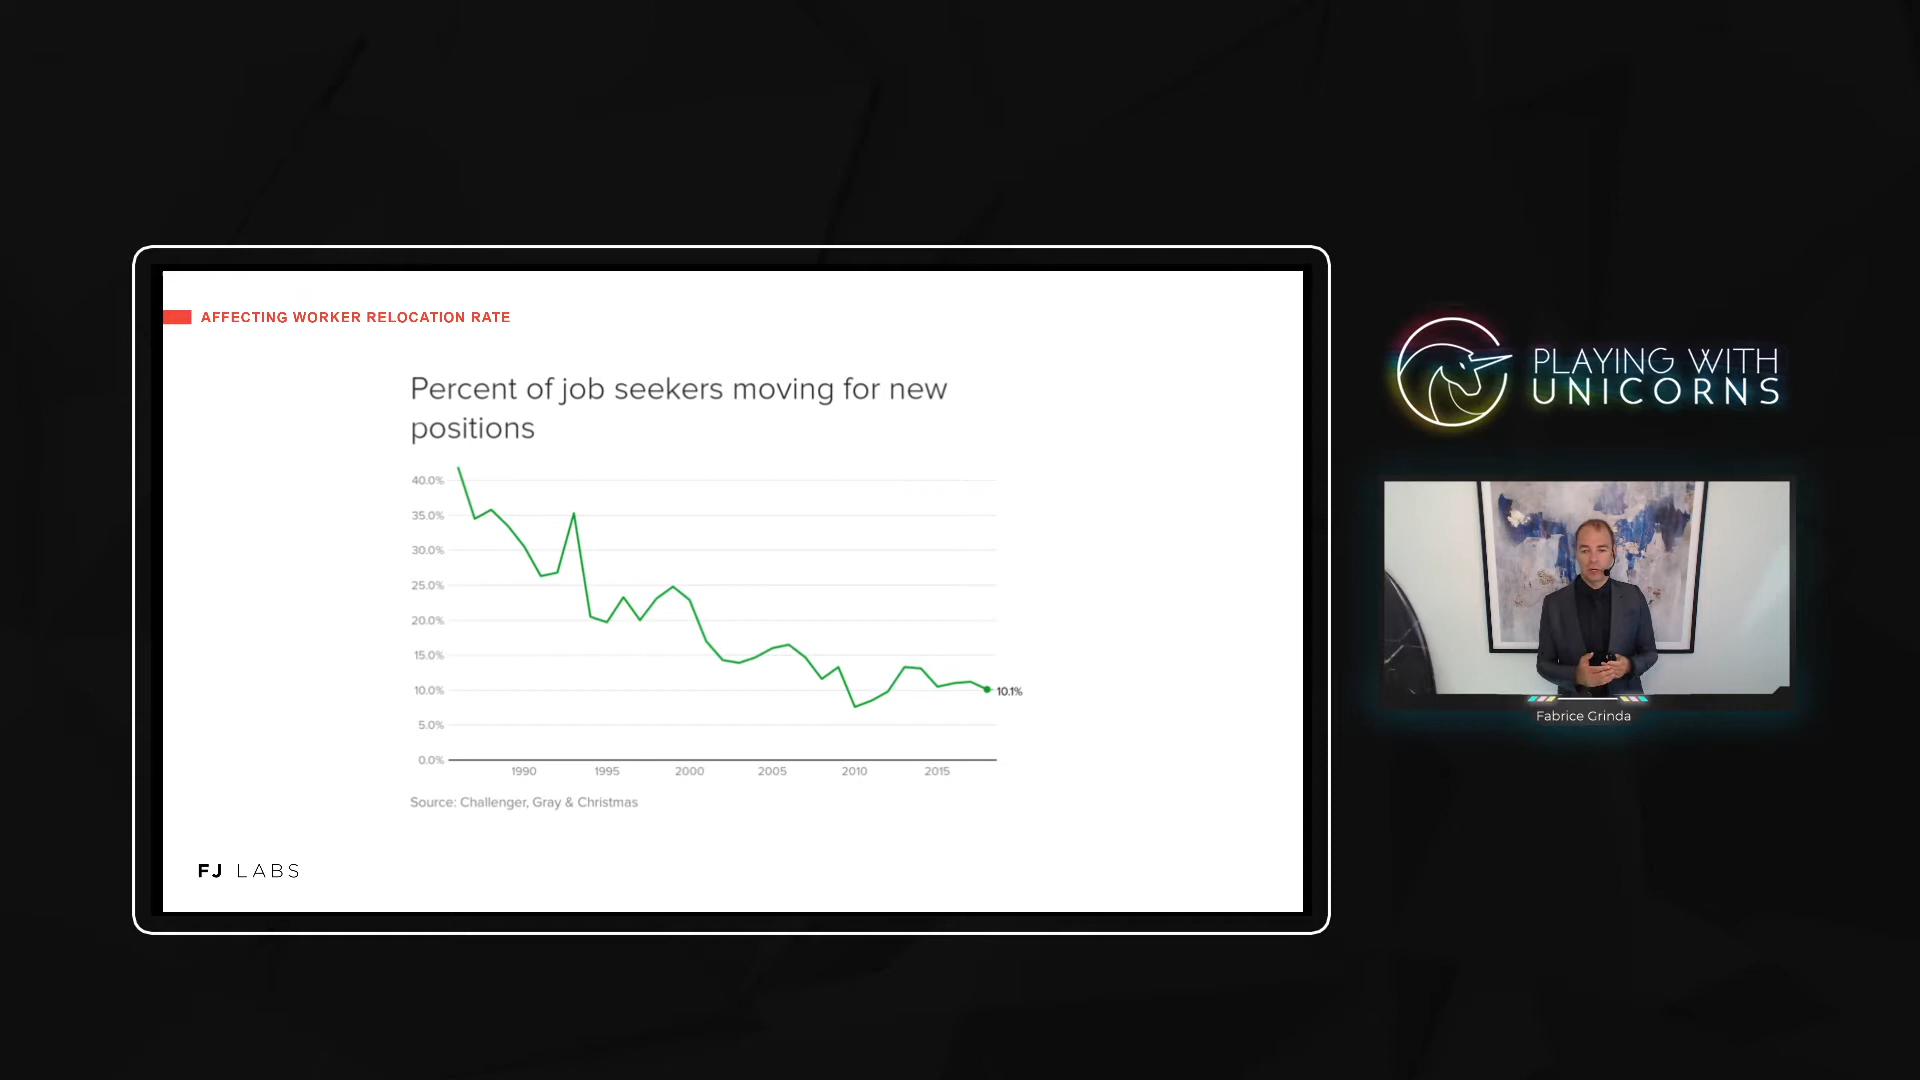 AFFECTING WORKER RELOCATION RATE
Percent of job seekers moving for new
positions
40.0%
35.0%
30.0%
25.0%
20.0%
15.0%
10.0%
5.0%
0.0%
10.1%
1990 1995 2000 2005 2010 2015
Source: Challenger, Gray & Christmas
FJ LABS
PLAYING WITH
UNICORNS
Fabrice Grinda